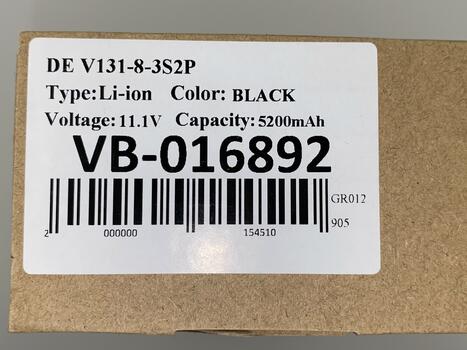 DE V131-8-3S2P
Type:Li-ion Color: BLACK
Voltage: 11.1V Capacity: 5200mAh
VB-016892
GR012
2 000000 154510 905